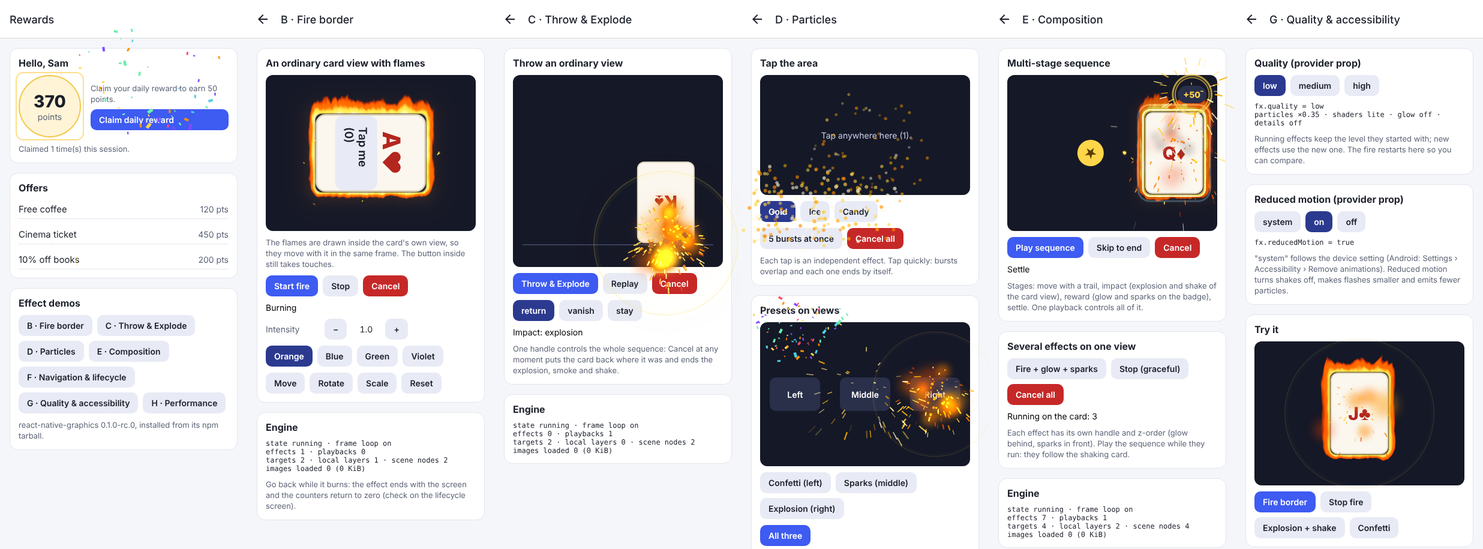 Rewards
Hello, Sam
370
points
Claim your daily reward to earn 50
points.
Claim daily reward
Claimed 1 time(s) this session.
Offers
Free coffee 120 pts
Cinema ticket 450 pts
10% off books 200 pts
Effect demos
B · Fire border C · Throw & Explode
D · Particles E · Composition
F · Navigation & lifecycle
G · Quality & accessibility H · Performance
react-native-graphics 0.1.0-rc.0, installed from its npm
tarball.
← B · Fire border
An ordinary card view with flames
A♥
Tap me
(0)
The flames are drawn inside the card's own view, so
they move with it in the same frame. The button inside
still takes touches.
Start fire Stop Cancel
Burning
Intensity − 1.0 +
Orange Blue Green Violet
Move Rotate Scale Reset
Engine
state running · frame loop on
effects 1 · playbacks 0
targets 2 · local layers 1 · scene nodes 2
images loaded 0 (0 KiB)
Go back while it burns: the effect ends with the screen
and the counters return to zero (check on the lifecycle
screen).
← C · Throw & Explode
Throw an ordinary view
K♠
Throw & Explode Replay Cancel
return vanish stay
Impact: explosion
One handle controls the whole sequence: Cancel at any
moment puts the card back where it was and ends the
explosion, smoke and shake.
Engine
state running · frame loop on
effects 0 · playbacks 1
targets 2 · local layers 0 · scene nodes 2
images loaded 0 (0 KiB)
← D · Particles
Tap the area
Tap anywhere here (1)
Gold Ice Candy
5 bursts at once Cancel all
Each tap is an independent effect. Tap quickly: bursts
overlap and each one ends by itself.
Presets on views
Left Middle Right
Confetti (left) Sparks (middle)
Explosion (right)
All three
← E · Composition
Multi-stage sequence
+50
Q♦
Play sequence Skip to end Cancel
Settle
Stages: move with a trail, impact (explosion and shake of
the card view), reward (glow and sparks on the badge),
settle. One playback controls all of it.
Several effects on one view
Fire + glow + sparks Stop (graceful)
Cancel all
Running on the card: 3
Each effect has its own handle and z-order (glow
behind, sparks in front). Play the sequence while they
run: they follow the shaking card.
Engine
state running · frame loop on
effects 7 · playbacks 1
targets 4 · local layers 2 · scene nodes 4
images loaded 0 (0 KiB)
← G · Quality & accessibility
Quality (provider prop)
low medium high
fx.quality = low
particles ×0.35 · shaders lite · glow off ·
details off
Running effects keep the level they started with; new
effects use the new one. The fire restarts here so you
can compare.
Reduced motion (provider prop)
system on off
fx.reducedMotion = true
"system" follows the device setting (Android: Settings ›
Accessibility › Remove animations). Reduced motion
turns shakes off, makes flashes smaller and emits fewer
particles.
Try it
J♣
Fire border Stop fire
Explosion + shake Confetti